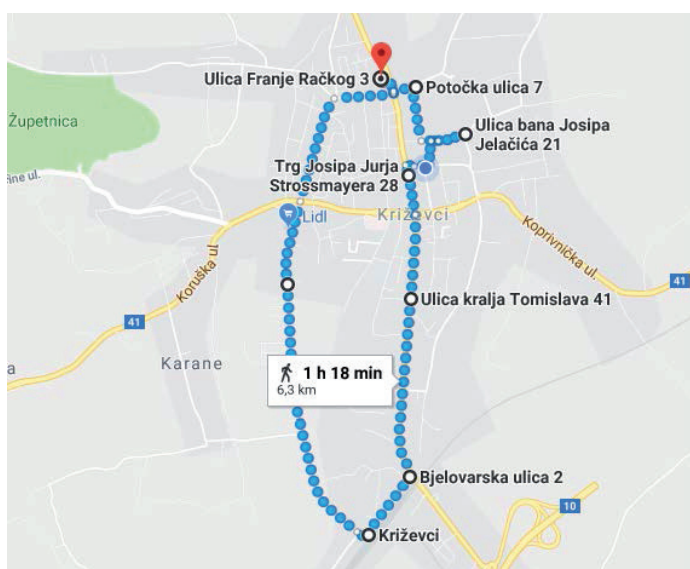 Ulica Franje Račkog 3
Potočka ulica 7
Župetnica
Ulica bana Josipa
Jelačića 21
ine ul.
Trg Josipa Jurja
Strossmayera 28
Lidl
Križevci
Koprivnička ul.
Koruška ul.
41
41
Ulica kralja Tomislava 41
a
Karane
1 h 18 min
6,3 km
Bjelovarska ulica 2
10
Križevci